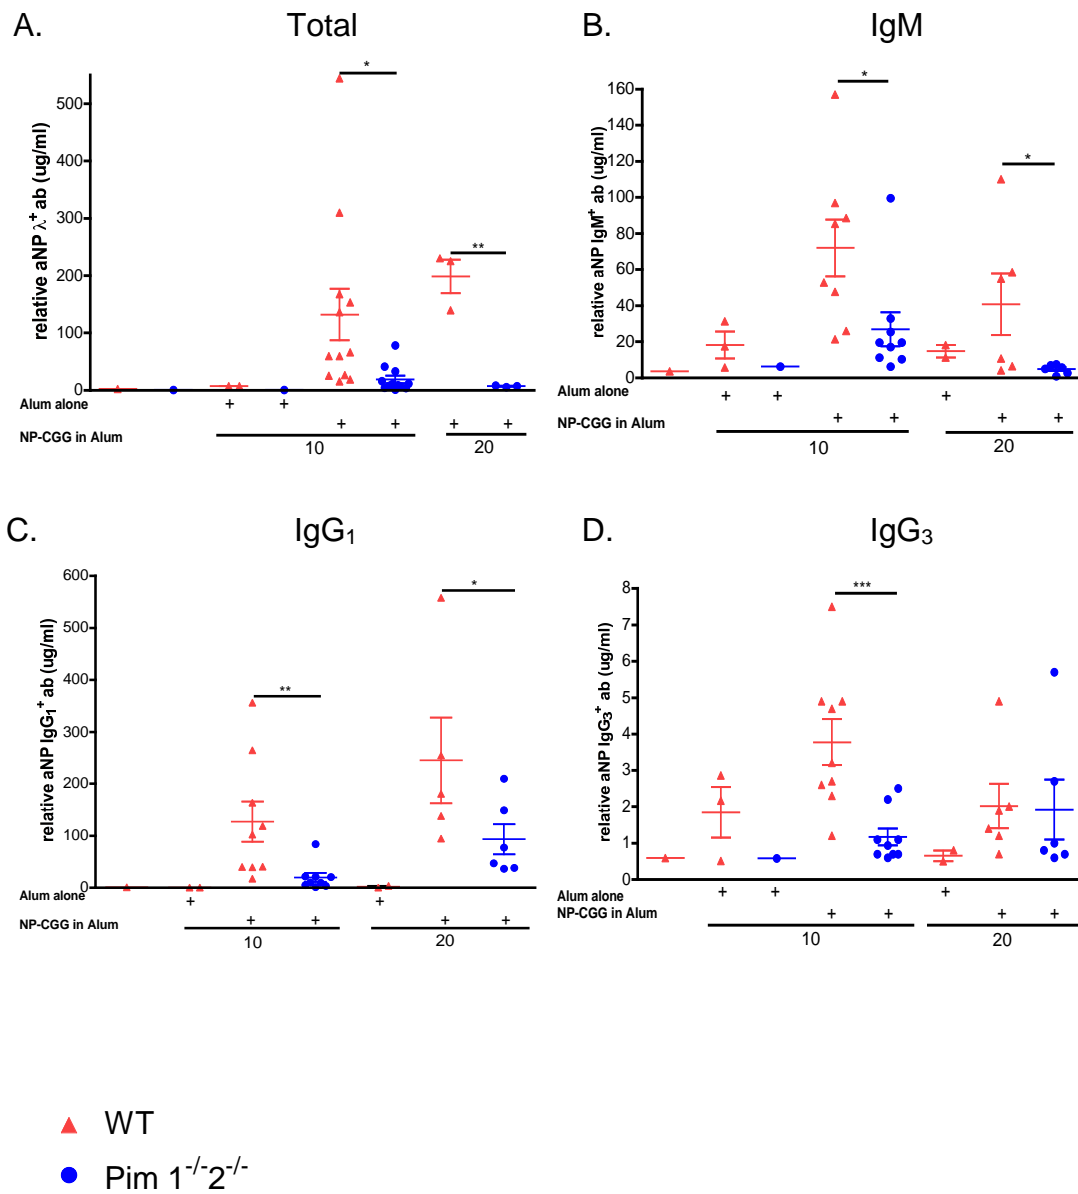 A.
Total
relative aNP λ⁺ ab (ug/ml)
500
400
300
200
100
0
*
**
Alum alone + +
NP-CGG in Alum + + + +
10 20
B.
IgM
relative aNP IgM⁺ ab (ug/ml)
160
140
120
100
80
60
40
20
0
*
*
Alum alone + + +
NP-CGG in Alum + + + +
10 20
C.
IgG₁
relative aNP IgG₁⁺ ab (ug/ml)
600
500
400
300
200
100
0
**
*
Alum alone + +
NP-CGG in Alum + + + +
10 20
D.
IgG₃
relative aNP IgG₃⁺ ab (ug/ml)
8
7
6
5
4
3
2
1
0
***
Alum alone + + +
NP-CGG in Alum + + + +
10 20
WT
Pim 1⁻/⁻2⁻/⁻